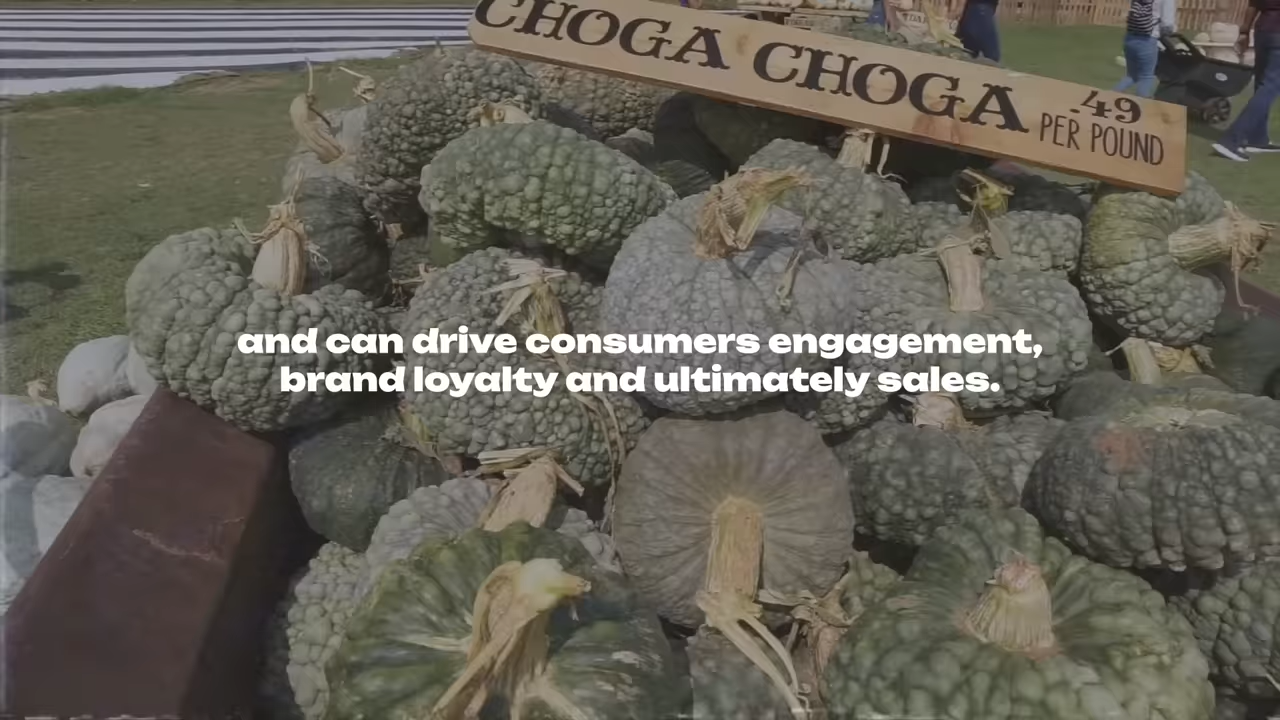 CHOGA CHOGA .49
PER POUND
and can drive consumers engagement,
brand loyalty and ultimately sales.